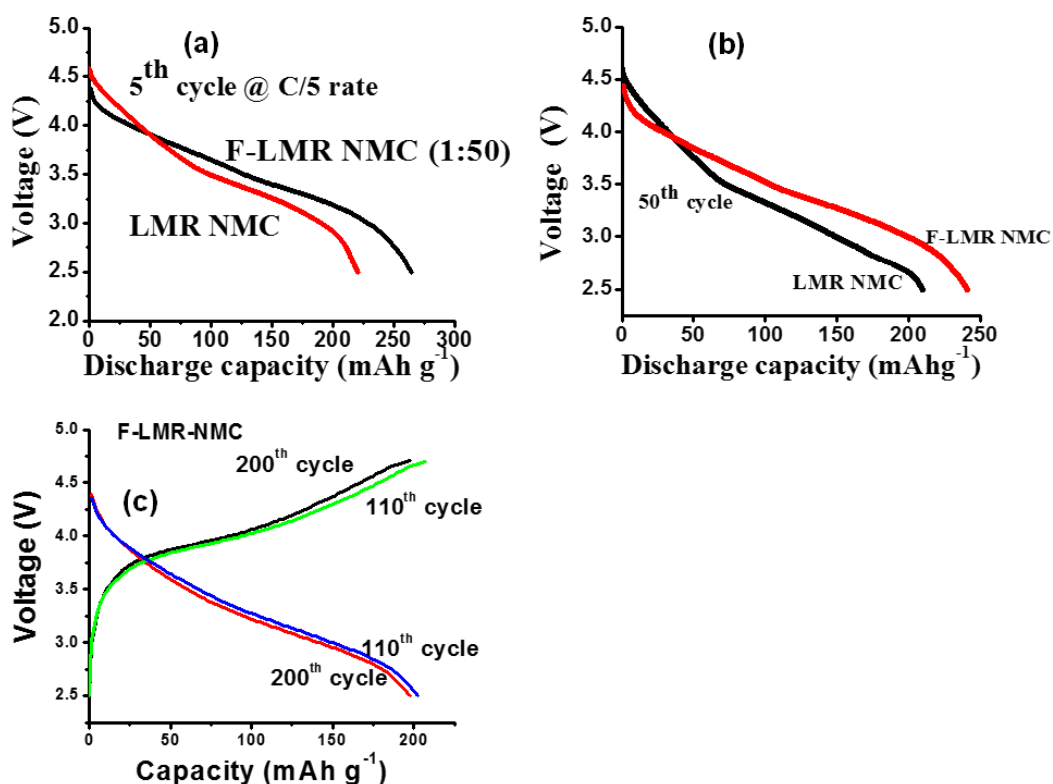 (a)
5th cycle @ C/5 rate
F-LMR NMC (1:50)
LMR NMC
Voltage (V)
5.0
4.5
4.0
3.5
3.0
2.5
2.0
0 50 100 150 200 250 300
Discharge capacity (mAh g-1)
(b)
50th cycle
F-LMR NMC
LMR NMC
Voltage (V)
5.0
4.5
4.0
3.5
3.0
2.5
0 50 100 150 200 250
Discharge capacity (mAhg-1)
F-LMR-NMC
(c)
200th cycle
110th cycle
110th cycle
200th cycle
Voltage (V)
5.0
4.5
4.0
3.5
3.0
2.5
0 50 100 150 200
Capacity (mAh g-1)